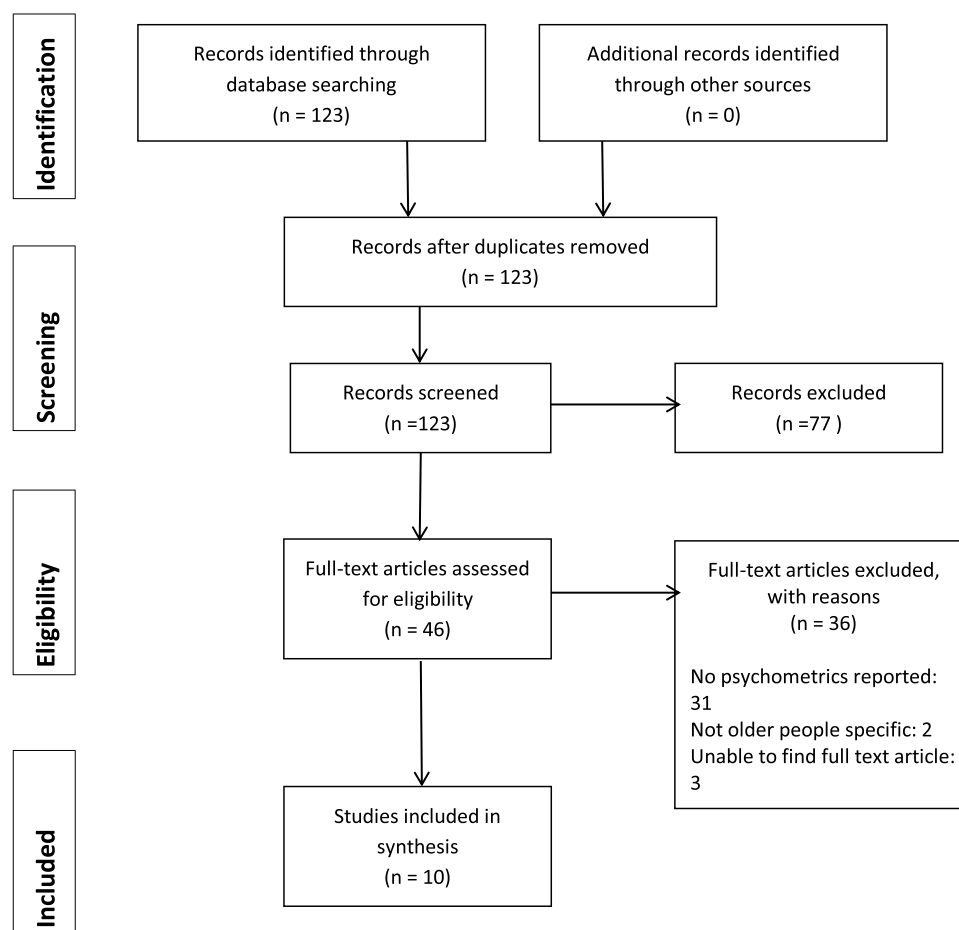 Identification
Records identified through
database searching
(n = 123)
Additional records identified
through other sources
(n = 0)
Records after duplicates removed
(n = 123)
Screening
Records screened
(n =123)
Records excluded
(n =77 )
Eligibility
Full-text articles assessed
for eligibility
(n = 46)
Full-text articles excluded,
with reasons
(n = 36)
No psychometrics reported:
31
Not older people specific: 2
Unable to find full text article:
3
Included
Studies included in
synthesis
(n = 10)